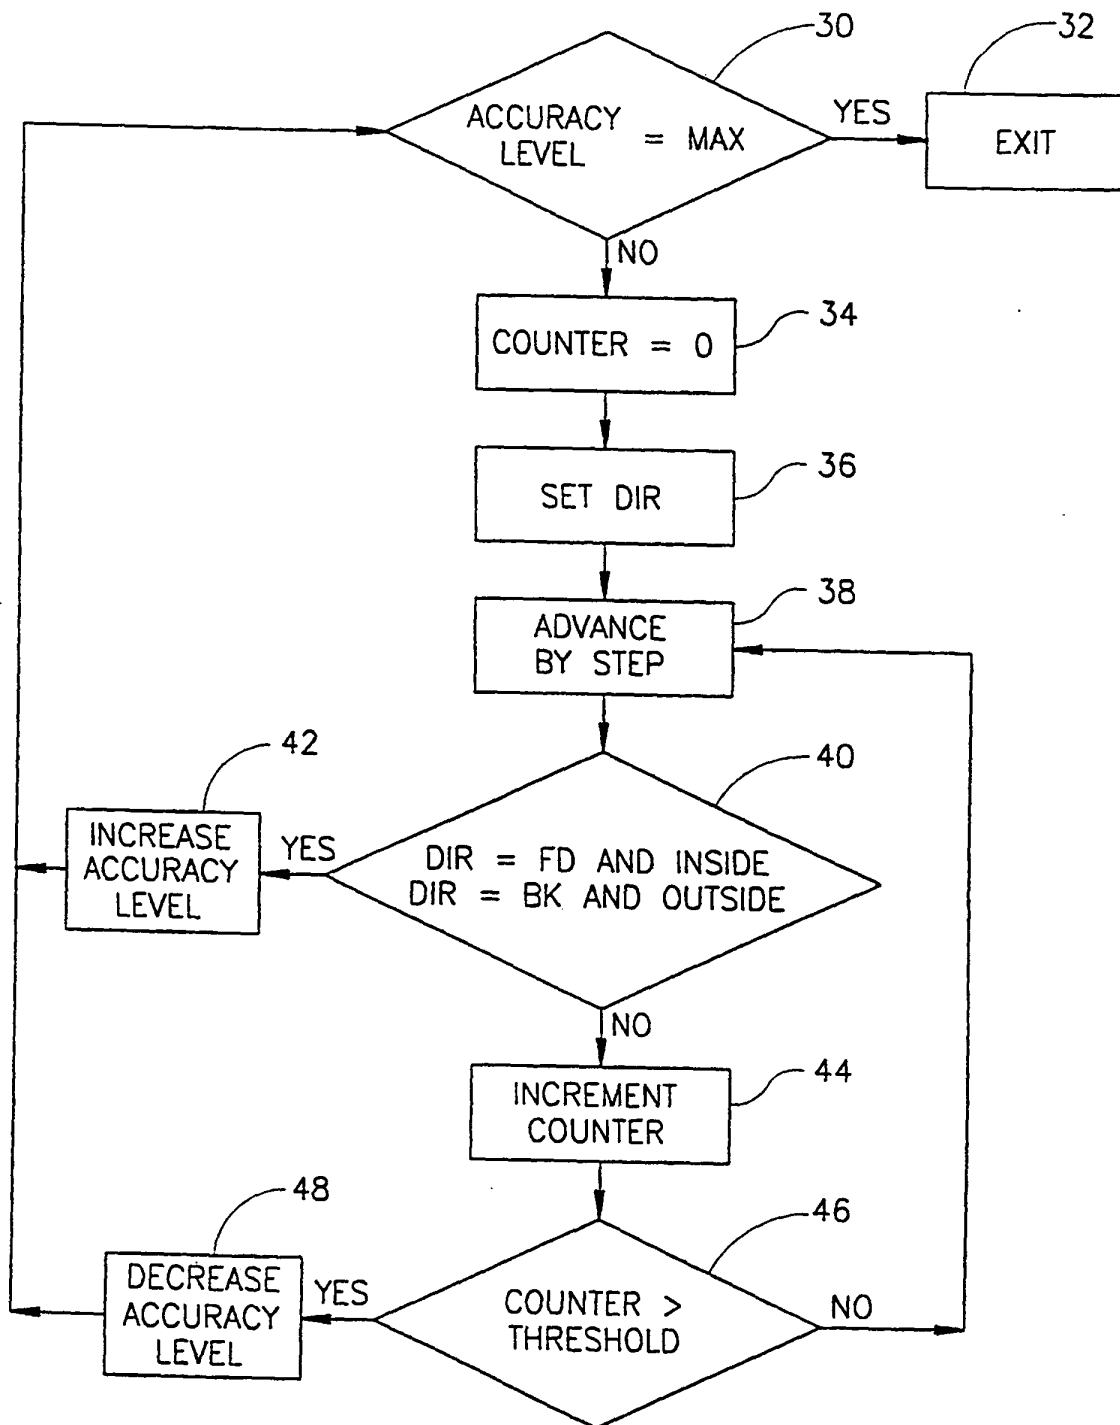 30
32
ACCURACY
LEVEL = MAX
YES
EXIT
NO
34
COUNTER = 0
36
SET DIR
38
ADVANCE
BY STEP
42
40
INCREASE
ACCURACY
LEVEL
YES
DIR = FD AND INSIDE
DIR = BK AND OUTSIDE
NO
44
INCREMENT
COUNTER
48
46
DECREASE
ACCURACY
LEVEL
YES
COUNTER >
THRESHOLD
NO